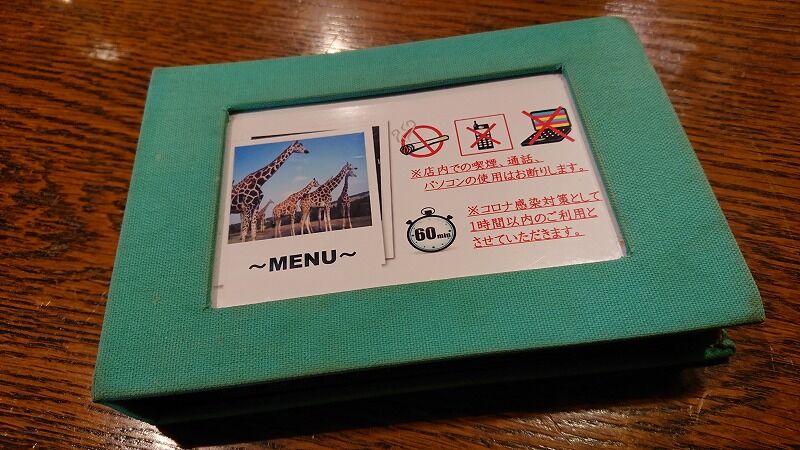 ※店内での喫煙、通話、
パソコンの使用はお断りします。
60min
※コロナ感染対策として
1時間以内のご利用と
させていただきます。
～MENU～